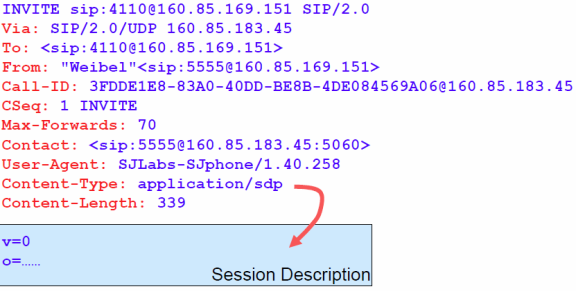 INVITE sip:4110@160.85.169.151 SIP/2.0
Via: SIP/2.0/UDP 160.85.183.45
To: <sip:4110@160.85.169.151>
From: "Weibel"<sip:5555@160.85.169.151>
Call-ID: 3FDDE1E8-83A0-40DD-BE8B-4DE084569A06@160.85.183.45
CSeq: 1 INVITE
Max-Forwards: 70
Contact: <sip:5555@160.85.183.45:5060>
User-Agent: SJLabs-SJphone/1.40.258
Content-Type: application/sdp
Content-Length: 339
v=0
o=……
Session Description